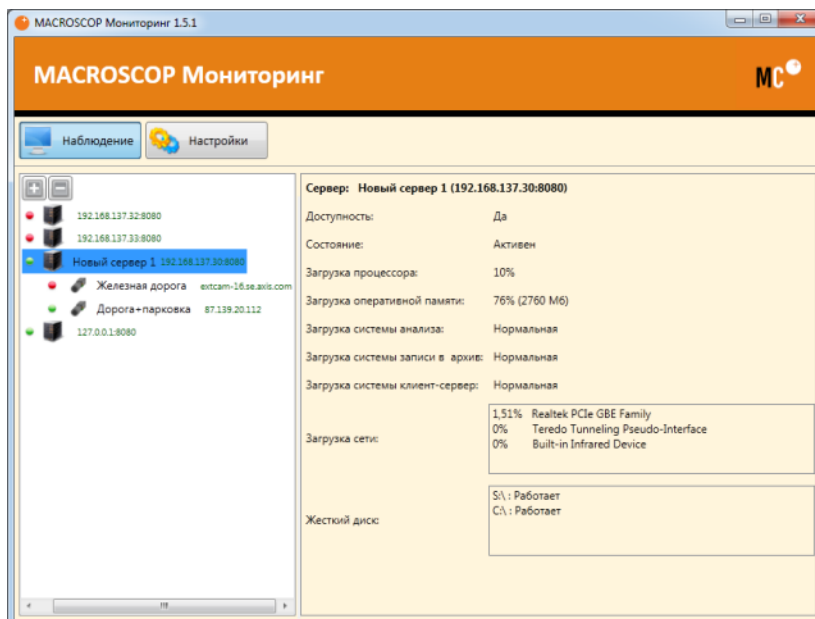 MACROSCOP Мониторинг 1.5.1
MACROSCOP Мониторинг
MC
Наблюдение
Настройки
192.168.137.32:8080
192.168.137.33:8080
Новый сервер 1 192.168.137.30:8080
Железная дорога extcam-16.se.axis.com
Дорога+парковка 87.139.20.112
127.0.0.1:8080
Сервер: Новый сервер 1 (192.168.137.30:8080)
Доступность: Да
Состояние: Активен
Загрузка процессора: 10%
Загрузка оперативной памяти: 76% (2760 Мб)
Загрузка системы анализа: Нормальная
Загрузка системы записи в архив: Нормальная
Загрузка системы клиент-сервер: Нормальная
Загрузка сети:
1,51% Realtek PCIe GBE Family
0% Teredo Tunneling Pseudo-Interface
0% Built-in Infrared Device
Жесткий диск:
S:\ : Работает
C:\ : Работает